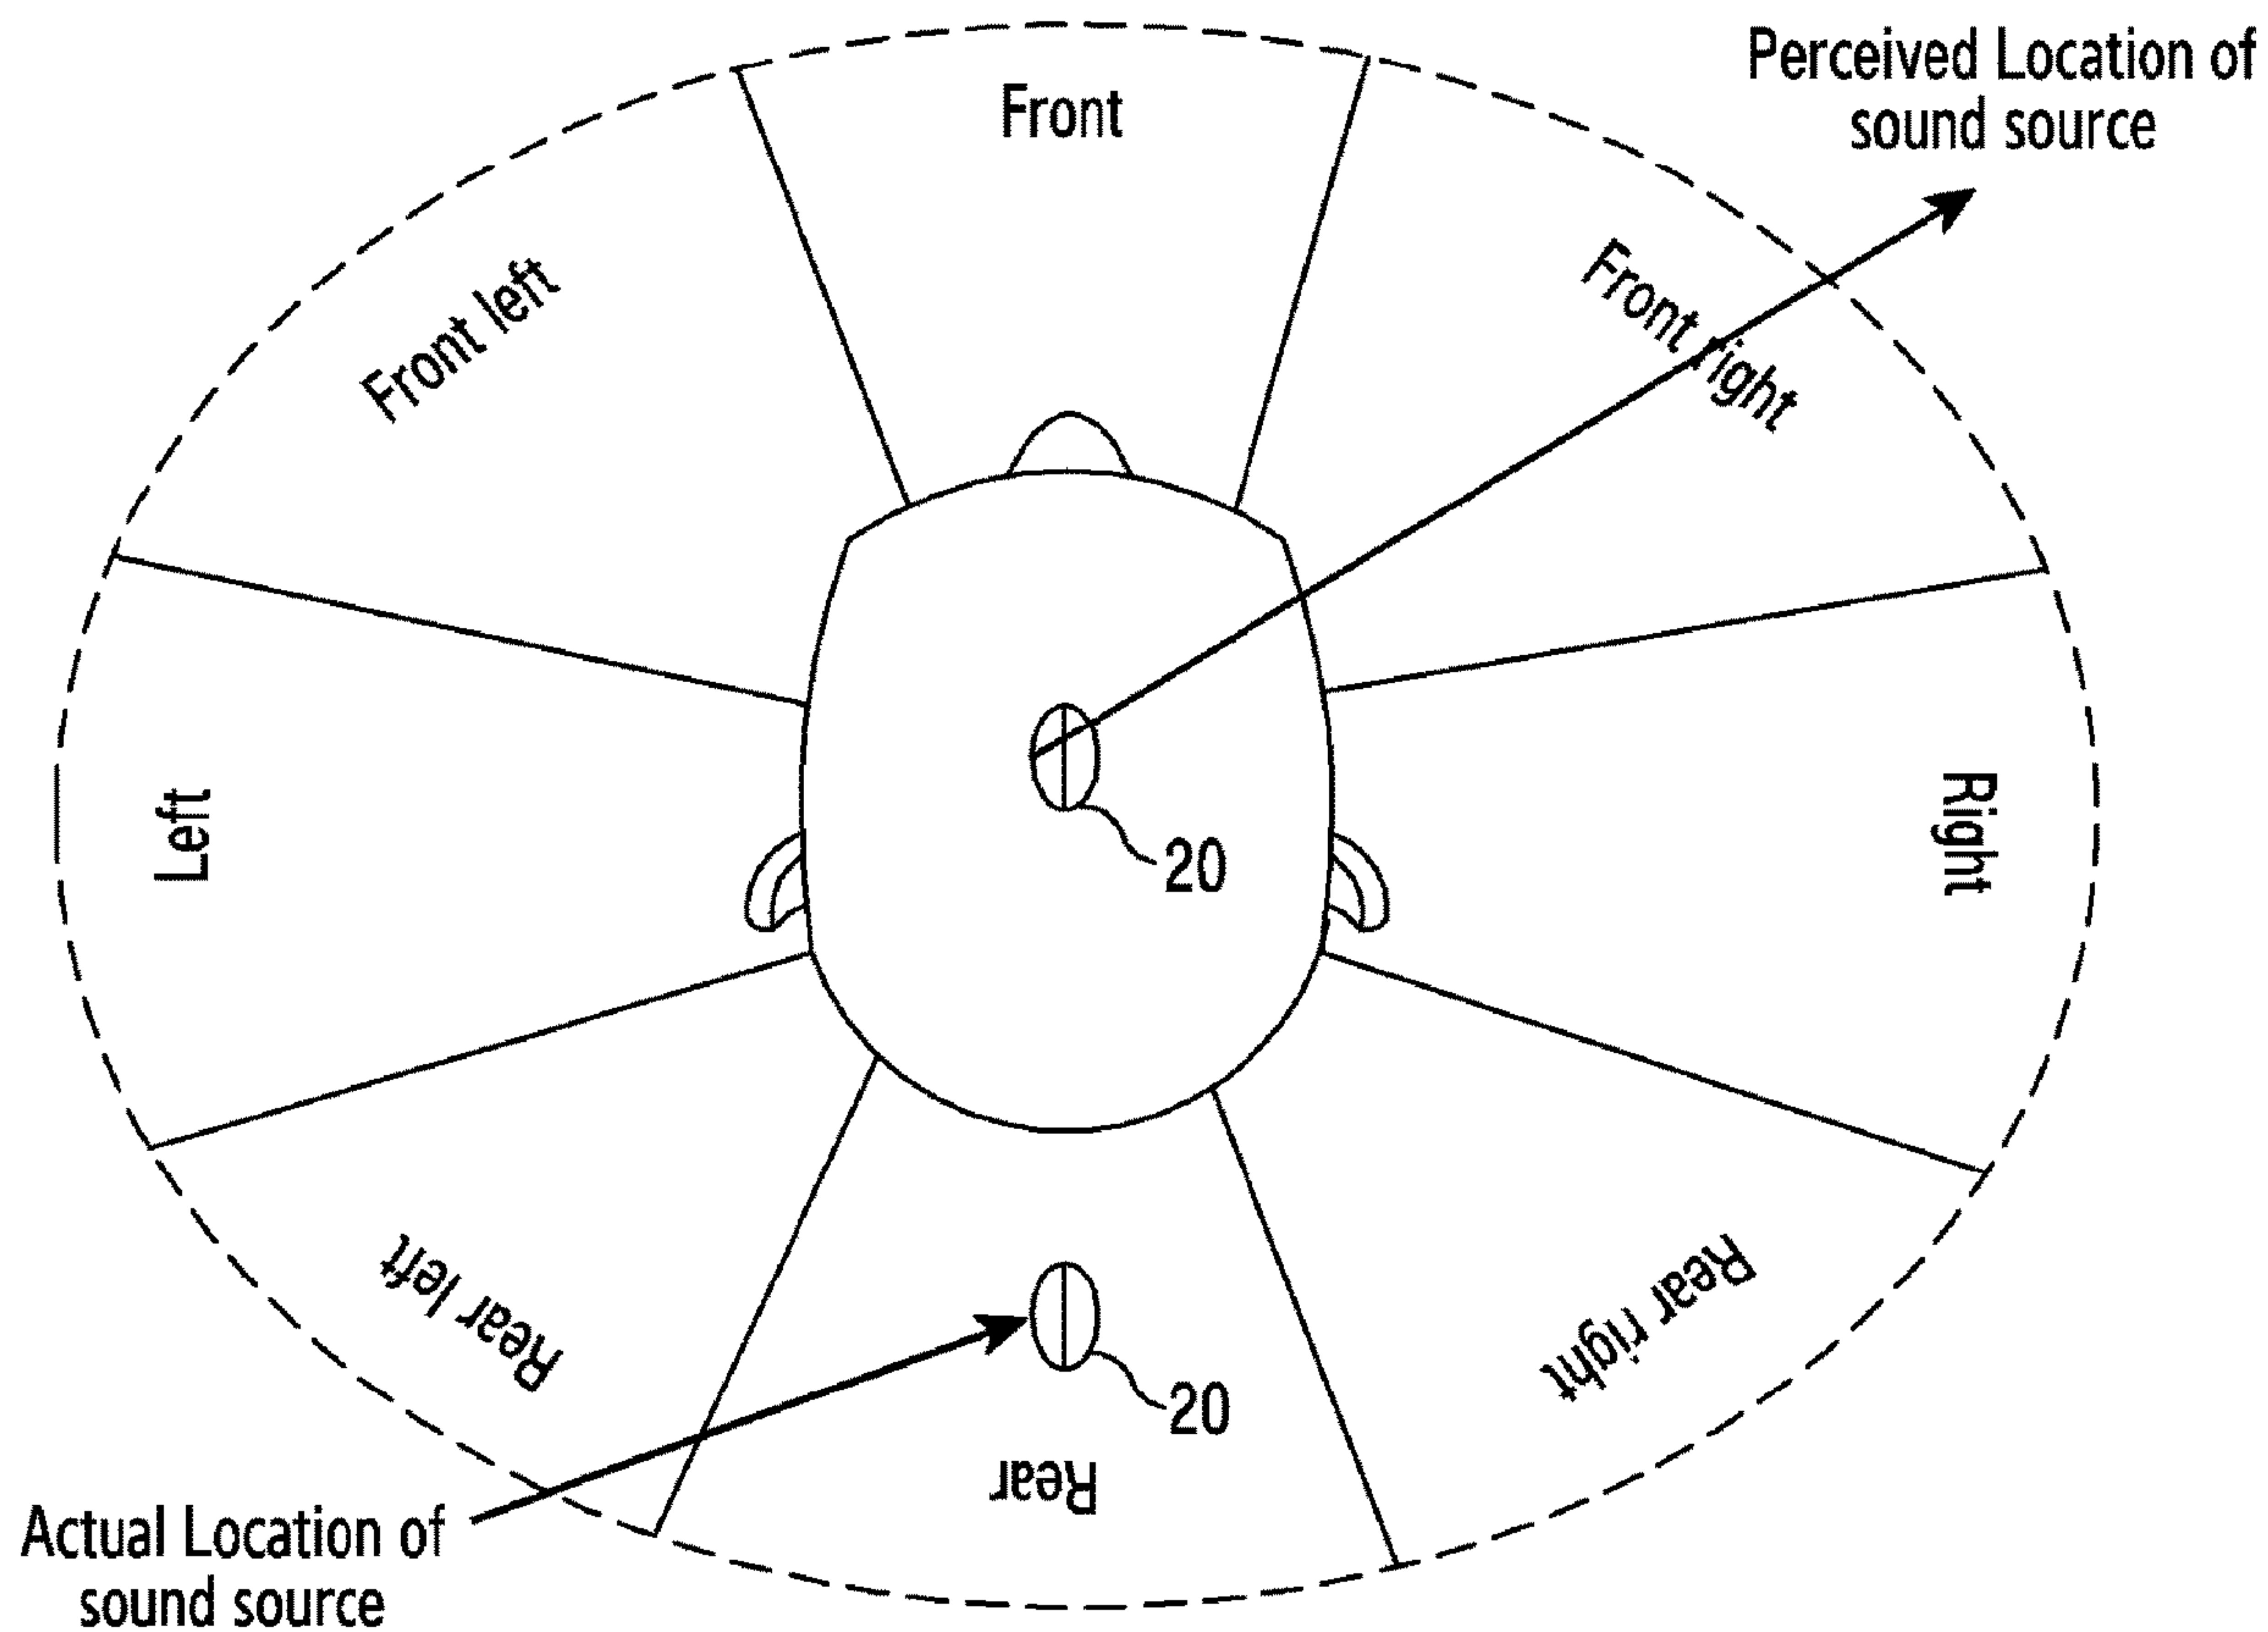 Perceived Location of
sound source
Front
Front left
Front right
Left
Right
20
Rear left
Rear right
20
Rear
Actual Location of
sound source